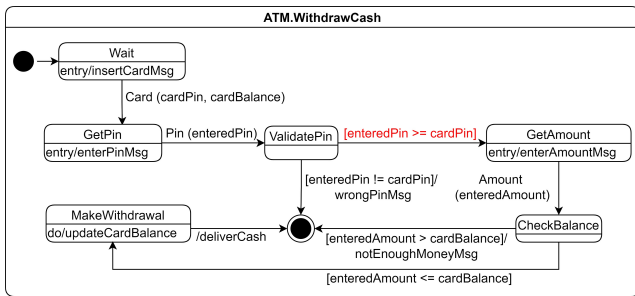 ATM.WithdrawCash
Wait
entry/insertCardMsg
Card (cardPin, cardBalance)
GetPin
entry/enterPinMsg
Pin (enteredPin)
ValidatePin
[enteredPin >= cardPin]
GetAmount
entry/enterAmountMsg
[enteredPin != cardPin]/
wrongPinMsg
Amount
(enteredAmount)
MakeWithdrawal
do/updateCardBalance
/deliverCash
[enteredAmount > cardBalance]/
notEnoughMoneyMsg
CheckBalance
[enteredAmount <= cardBalance]